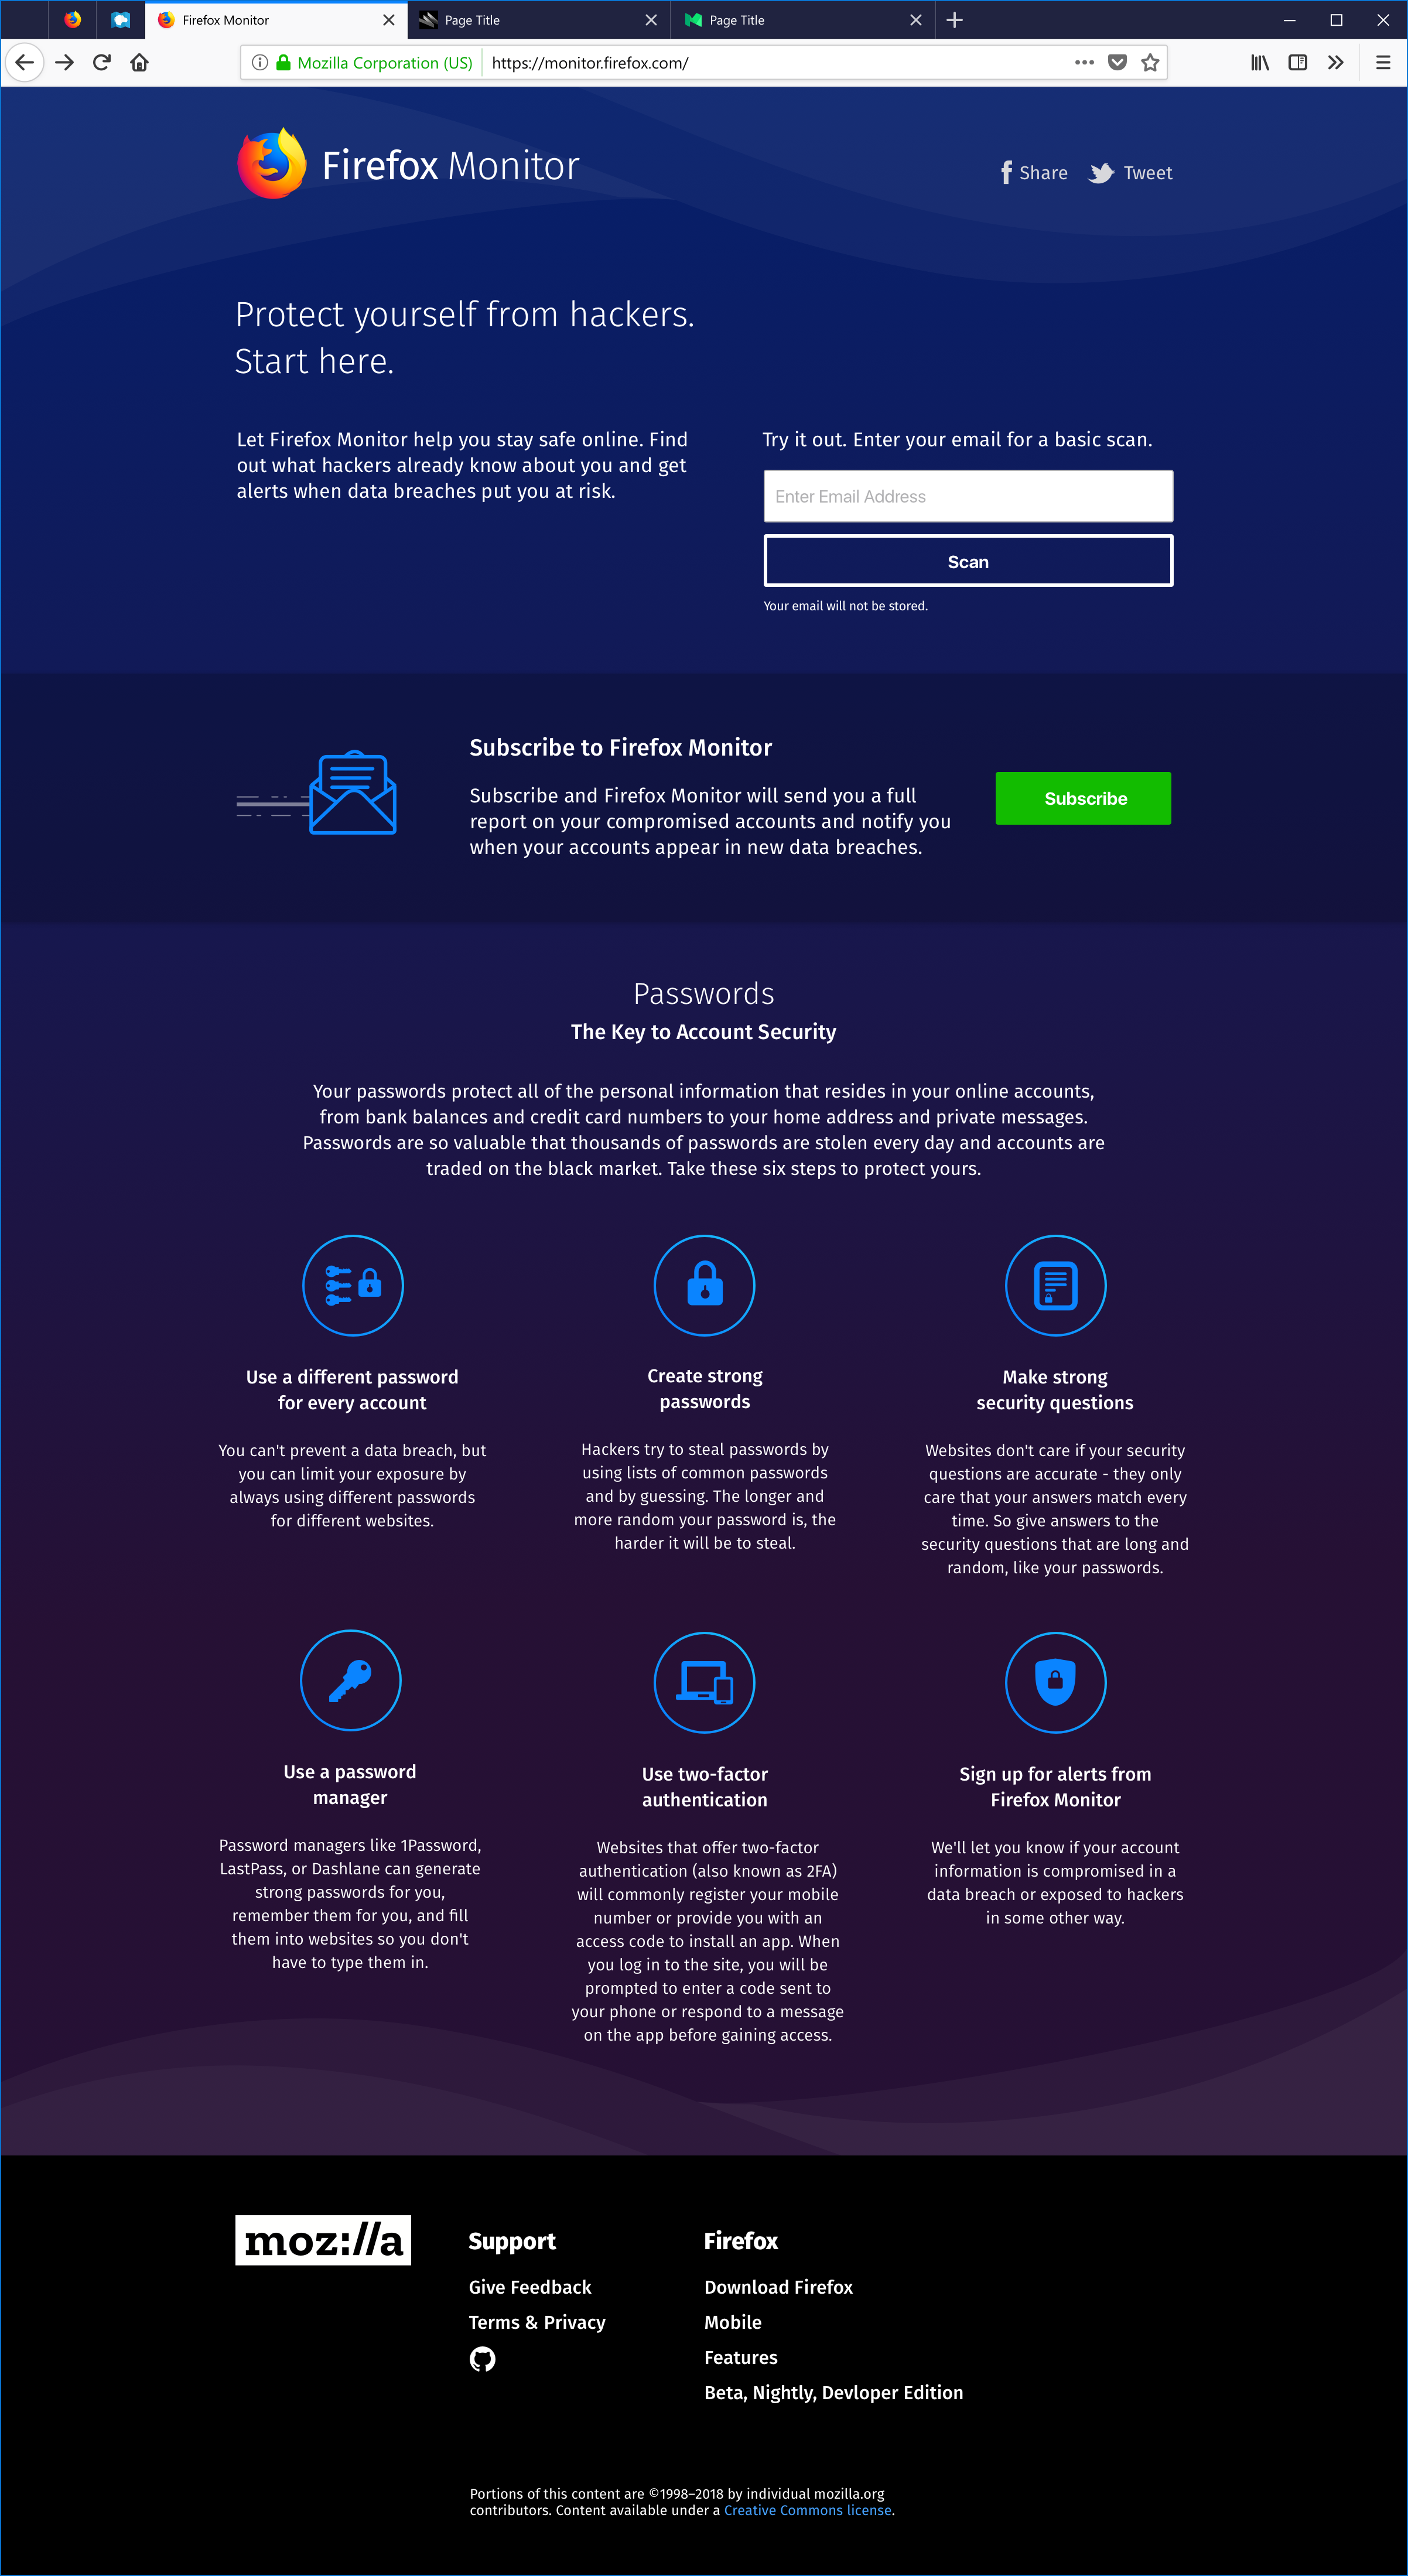 Firefox Monitor
Page Title
Page Title
Mozilla Corporation (US)
https://monitor.firefox.com/
Firefox Monitor
Share
Tweet
Protect yourself from hackers.
Start here.
Let Firefox Monitor help you stay safe online. Find
out what hackers already know about you and get
alerts when data breaches put you at risk.
Try it out. Enter your email for a basic scan.
Enter Email Address
Scan
Your email will not be stored.
Subscribe to Firefox Monitor
Subscribe and Firefox Monitor will send you a full
report on your compromised accounts and notify you
when your accounts appear in new data breaches.
Subscribe
Passwords
The Key to Account Security
Your passwords protect all of the personal information that resides in your online accounts,
from bank balances and credit card numbers to your home address and private messages.
Passwords are so valuable that thousands of passwords are stolen every day and accounts are
traded on the black market. Take these six steps to protect yours.
Use a different password
for every account
You can't prevent a data breach, but
you can limit your exposure by
always using different passwords
for different websites.
Create strong
passwords
Hackers try to steal passwords by
using lists of common passwords
and by guessing. The longer and
more random your password is, the
harder it will be to steal.
Make strong
security questions
Websites don't care if your security
questions are accurate - they only
care that your answers match every
time. So give answers to the
security questions that are long and
random, like your passwords.
Use a password
manager
Password managers like 1Password,
LastPass, or Dashlane can generate
strong passwords for you,
remember them for you, and fill
them into websites so you don't
have to type them in.
Use two-factor
authentication
Websites that offer two-factor
authentication (also known as 2FA)
will commonly register your mobile
number or provide you with an
access code to install an app. When
you log in to the site, you will be
prompted to enter a code sent to
your phone or respond to a message
on the app before gaining access.
Sign up for alerts from
Firefox Monitor
We'll let you know if your account
information is compromised in a
data breach or exposed to hackers
in some other way.
moz://a
Support
Give Feedback
Terms & Privacy
Firefox
Download Firefox
Mobile
Features
Beta, Nightly, Devloper Edition
Portions of this content are ©1998–2018 by individual mozilla.org
contributors. Content available under a Creative Commons license.